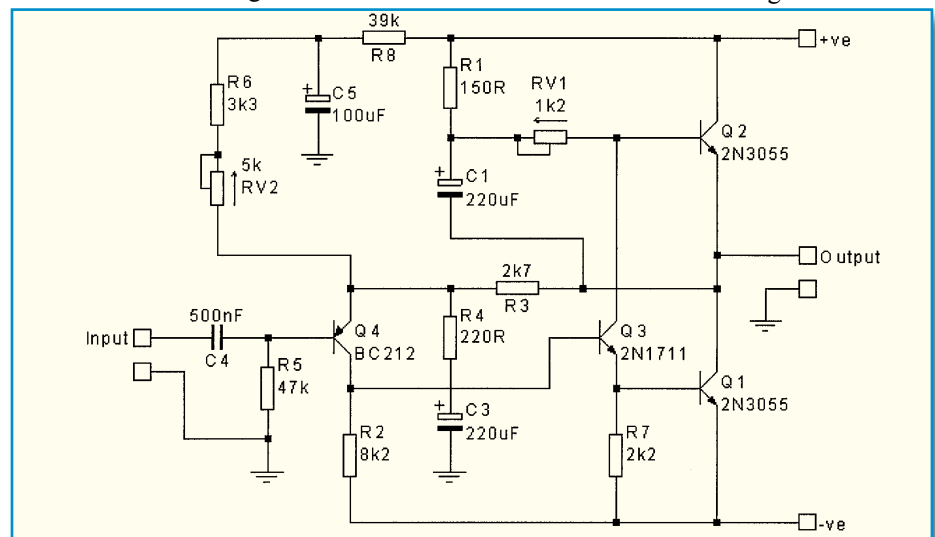 39k
R8
+ve
R6
3k3
+
C5
100uF
R1
150R
RV1
1k2
Q2
2N3055
5k
RV2
+
C1
220uF
Output
2k7
R3
500nF
Input
C4
Q4
BC212
R4
220R
Q3
2N1711
R5
47k
Q1
2N3055
+
C3
220uF
R2
8k2
R7
2k2
-ve